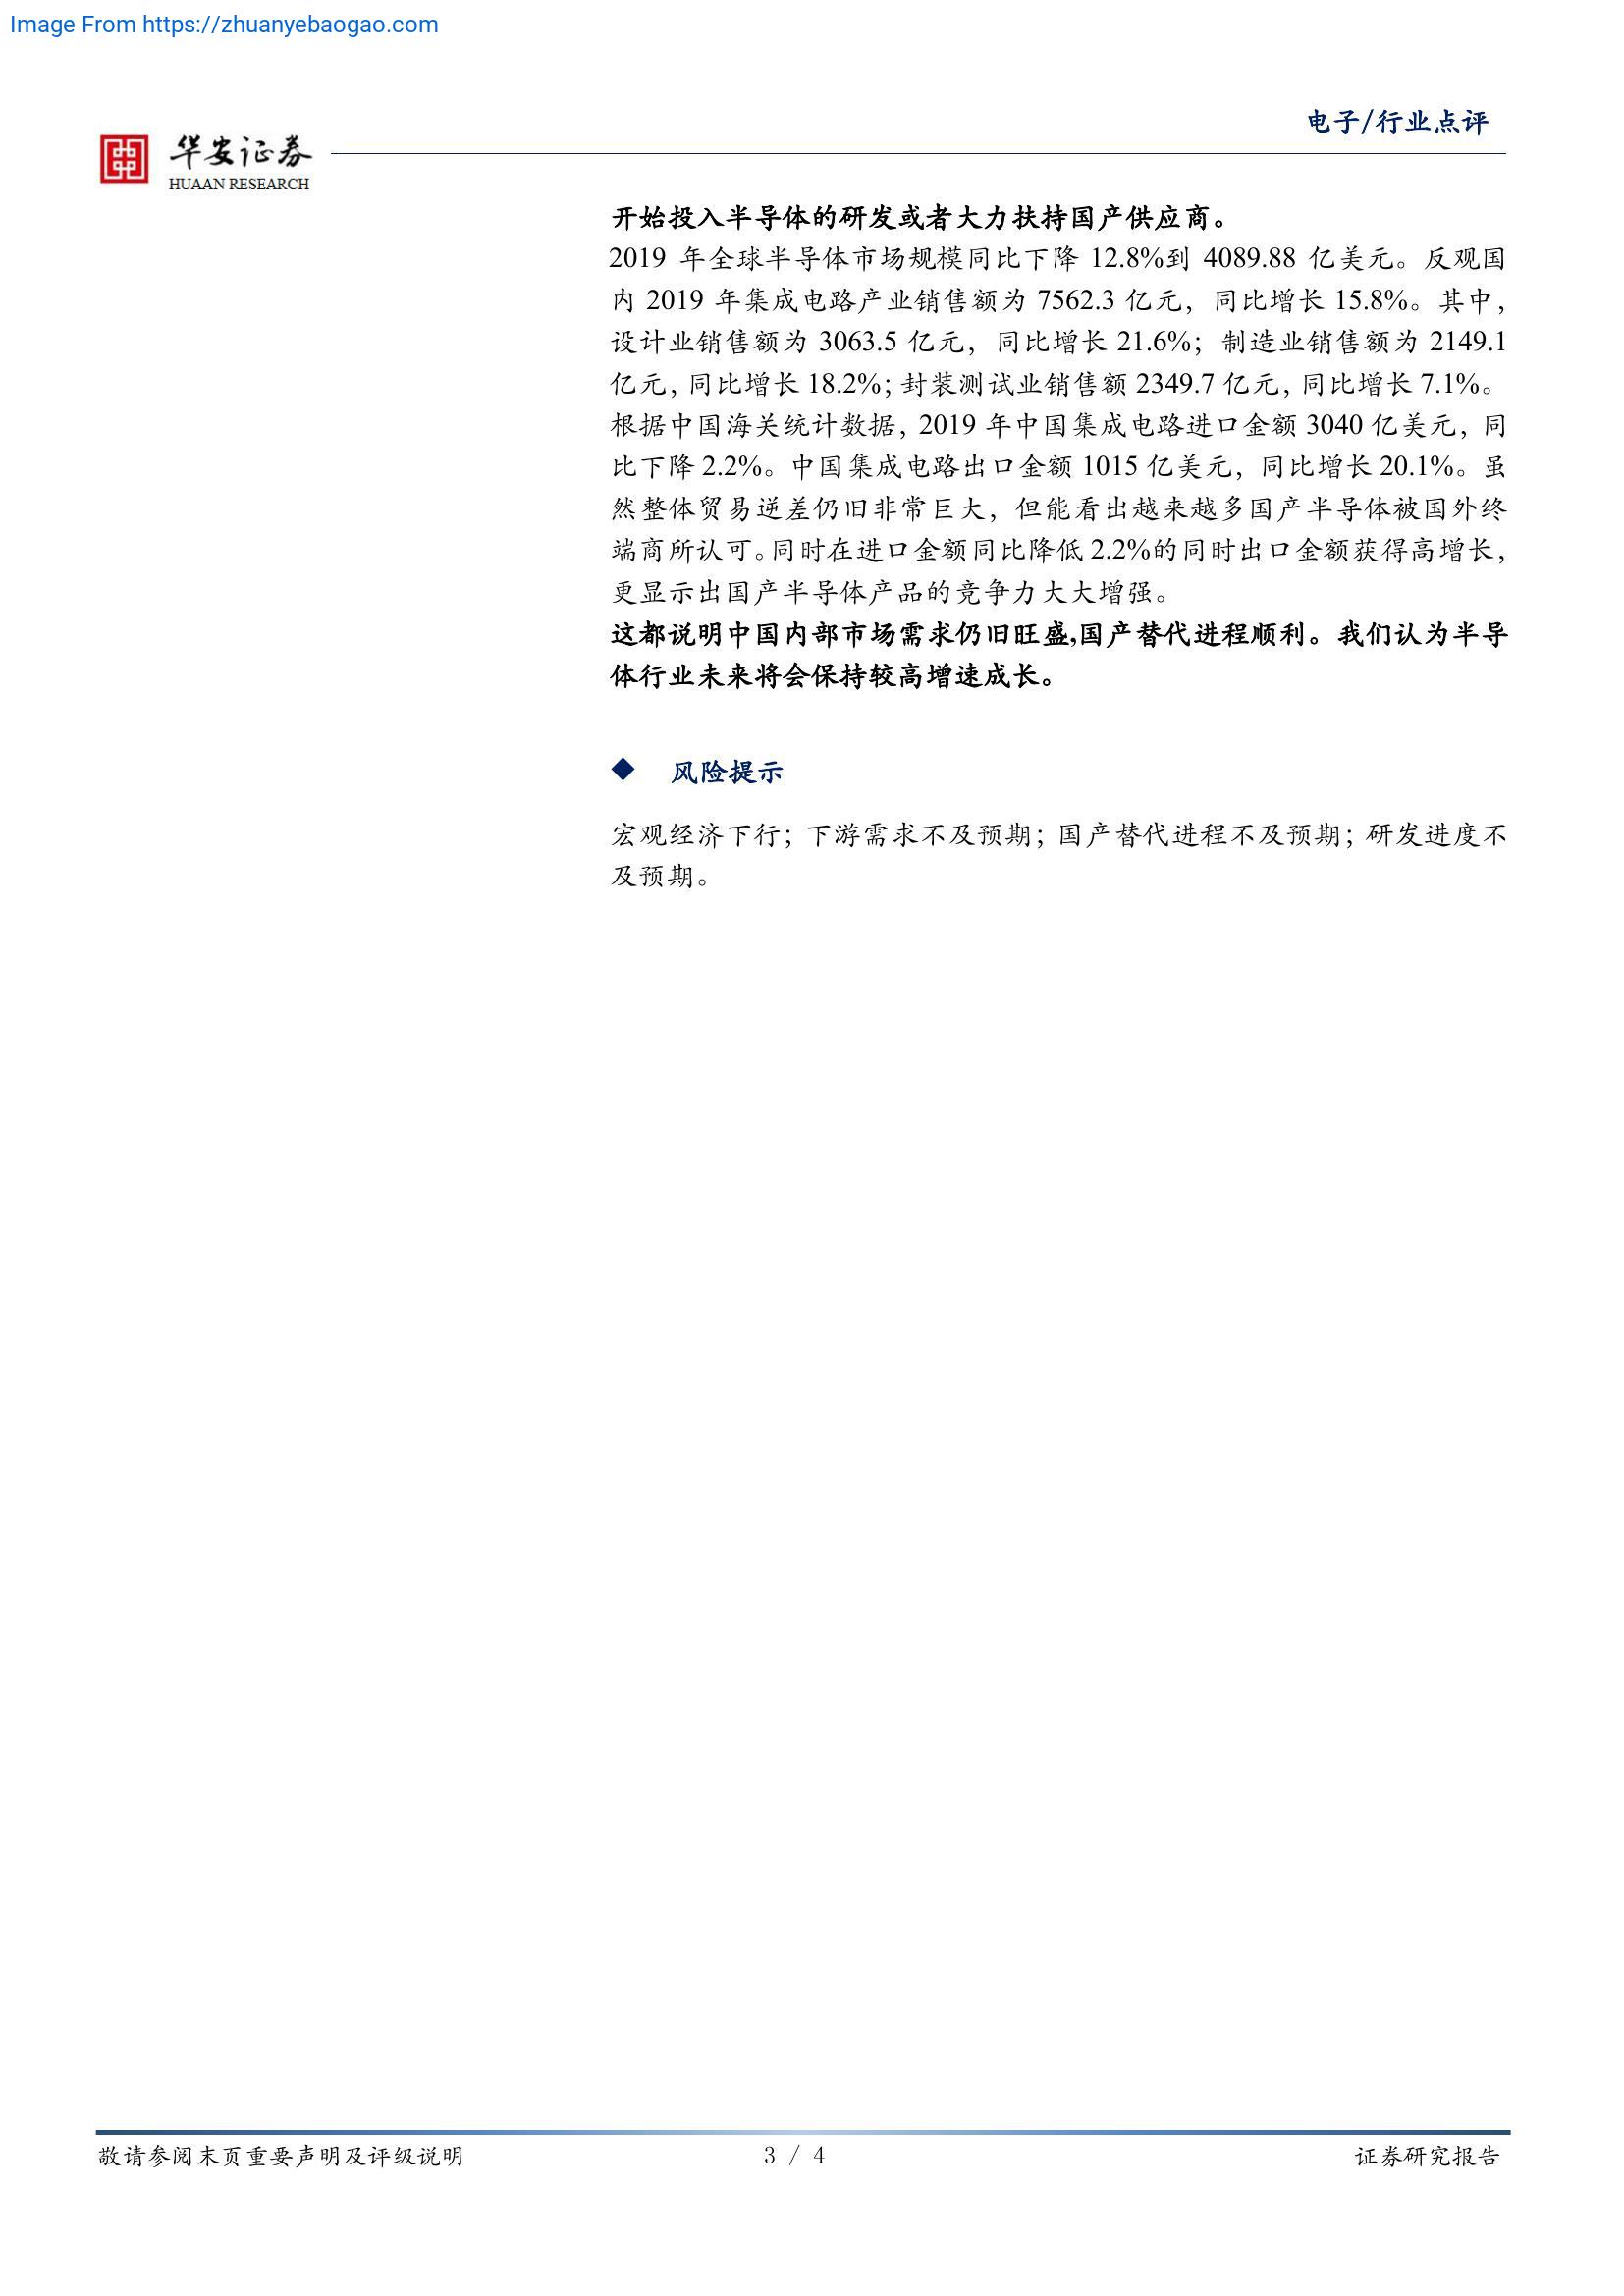 Image From https://zhuanyebaogao.com
电子/行业点评
华安证券
HUAAN RESEARCH
开始投入半导体的研发或者大力扶持国产供应商。
2019 年全球半导体市场规模同比下降 12.8%到 4089.88 亿美元。反观国
内 2019 年集成电路产业销售额为 7562.3 亿元，同比增长 15.8%。其中，
设计业销售额为 3063.5 亿元，同比增长 21.6%；制造业销售额为 2149.1
亿元，同比增长 18.2%；封装测试业销售额 2349.7 亿元，同比增长 7.1%。
根据中国海关统计数据，2019 年中国集成电路进口金额 3040 亿美元，同
比下降 2.2%。中国集成电路出口金额 1015 亿美元，同比增长 20.1%。虽
然整体贸易逆差仍旧非常巨大，但能看出越来越多国产半导体被国外终
端商所认可。同时在进口金额同比降低 2.2%的同时出口金额获得高增长，
更显示出国产半导体产品的竞争力大大增强。
这都说明中国内部市场需求仍旧旺盛,国产替代进程顺利。我们认为半导
体行业未来将会保持较高增速成长。
◆ 风险提示
宏观经济下行；下游需求不及预期；国产替代进程不及预期；研发进度不
及预期。
敬请参阅末页重要声明及评级说明
3 / 4
证券研究报告